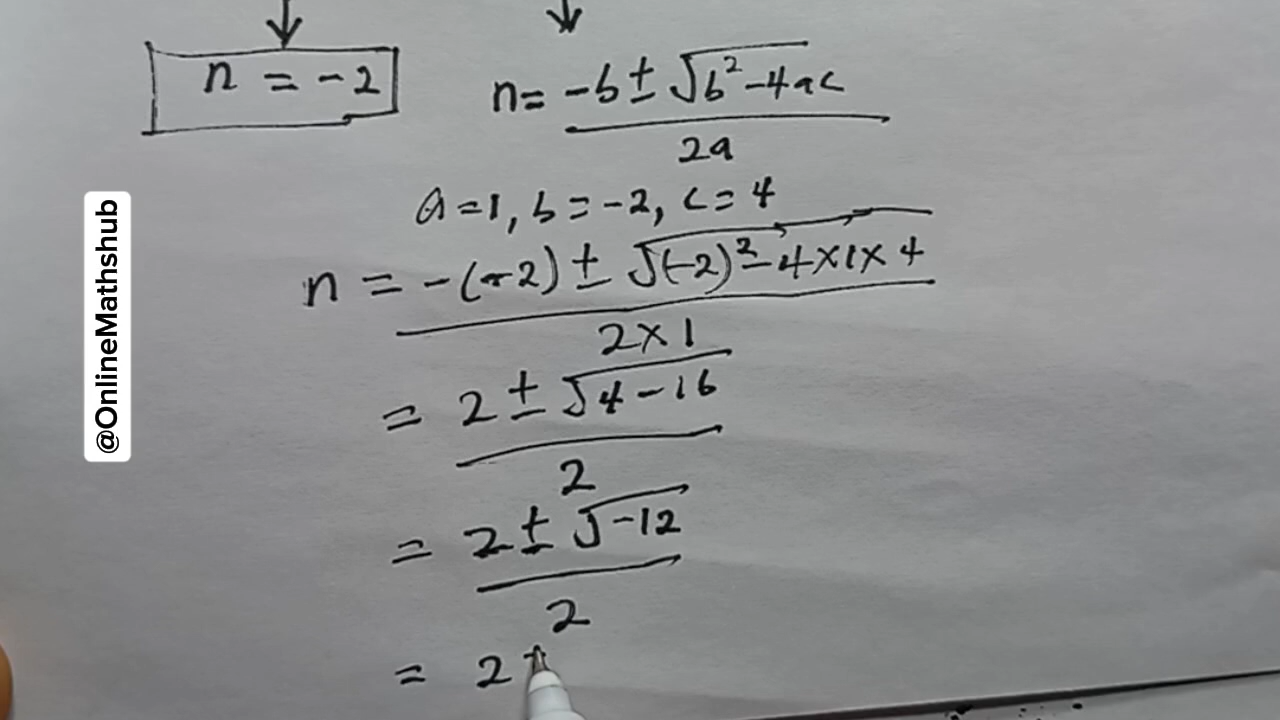 n = -2
n = -b ± √b² - 4ac
2a
a = 1, b = -2, c = 4
n = -(-2) ± √(-2)² - 4 × 1 × 4
2 × 1
= 2 ± √4 - 16
2
= 2 ± √-12
2
= 2
@OnlineMathshub